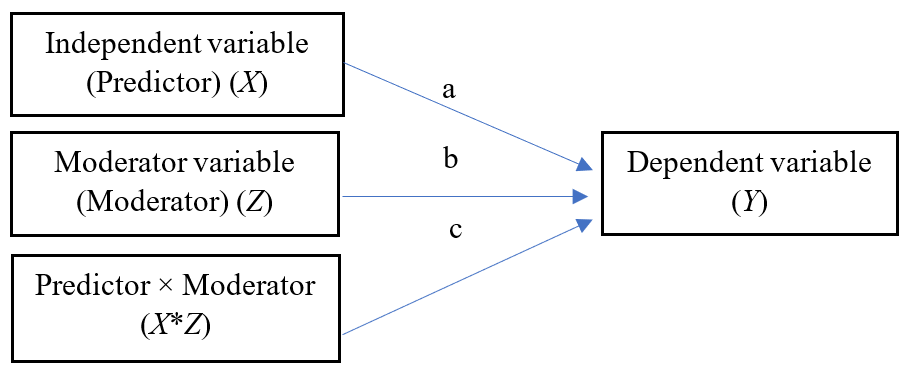 Independent variable
(Predictor) (X)
a
Moderator variable
(Moderator) (Z)
b
Dependent variable
(Y)
c
Predictor × Moderator
(X*Z)